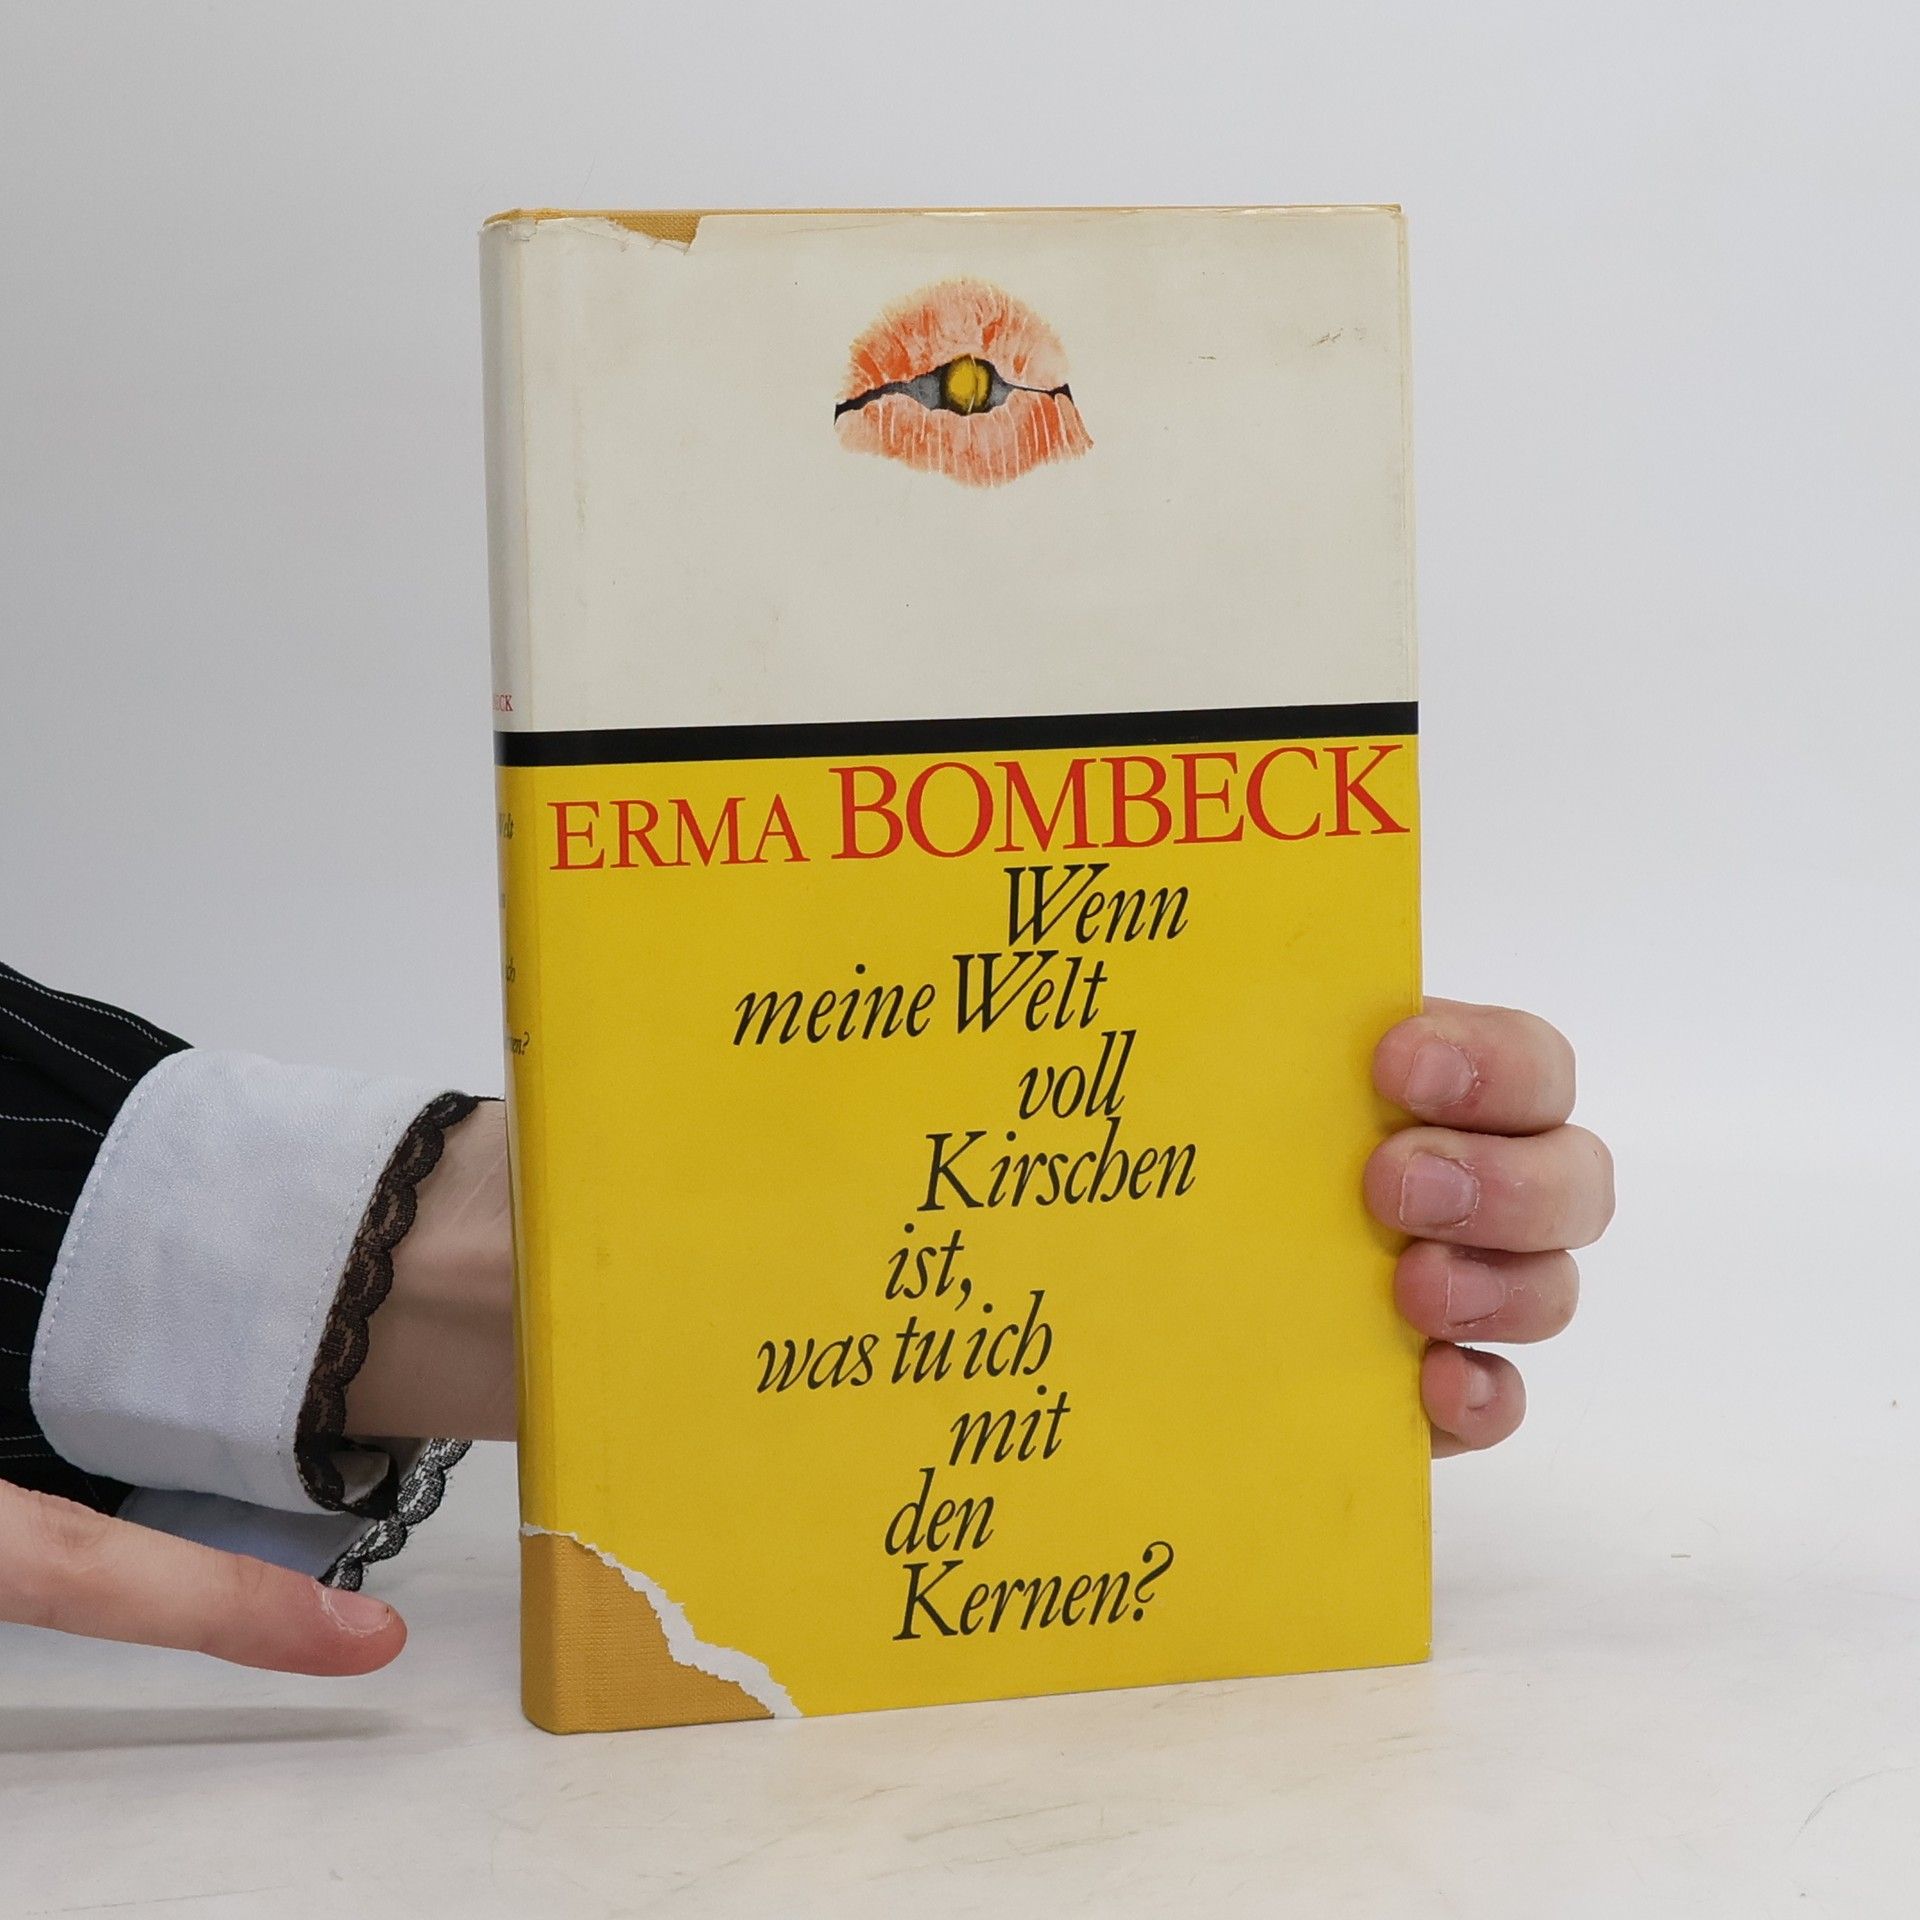 ERMA BOMBECK
Wenn
meine Welt
voll
Kirschen
ist,
was tu ich
mit
den
Kernen?